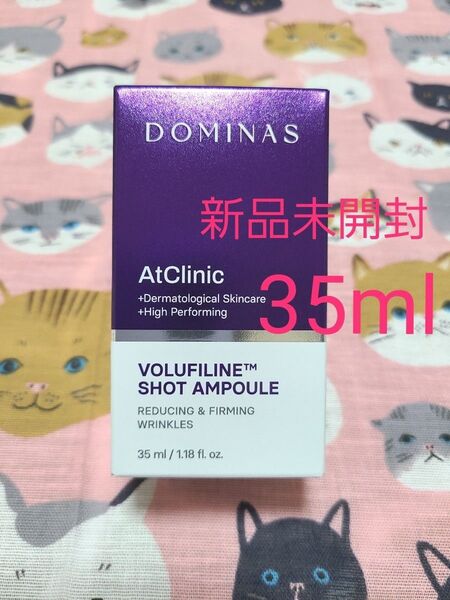 DOMINAS
新品未開封
AtClinic
+Dermatological Skincare
+High Performing
35ml
VOLUFILINE™
SHOT AMPOULE
REDUCING & FIRMING
WRINKLES
35 ml / 1.18 fl. oz.